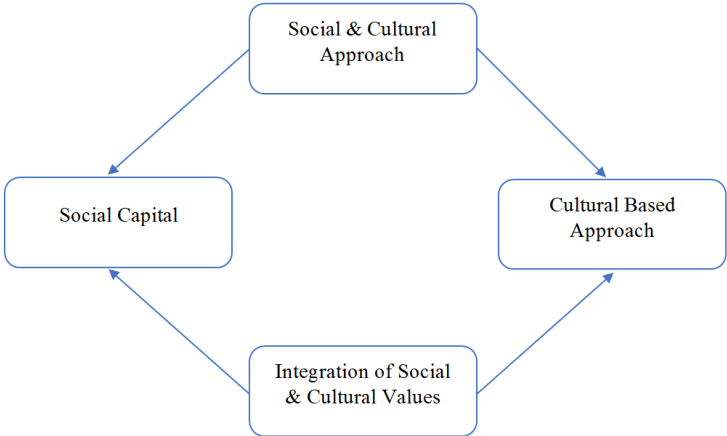 Social & Cultural
Approach
Social Capital
Cultural Based
Approach
Integration of Social
& Cultural Values